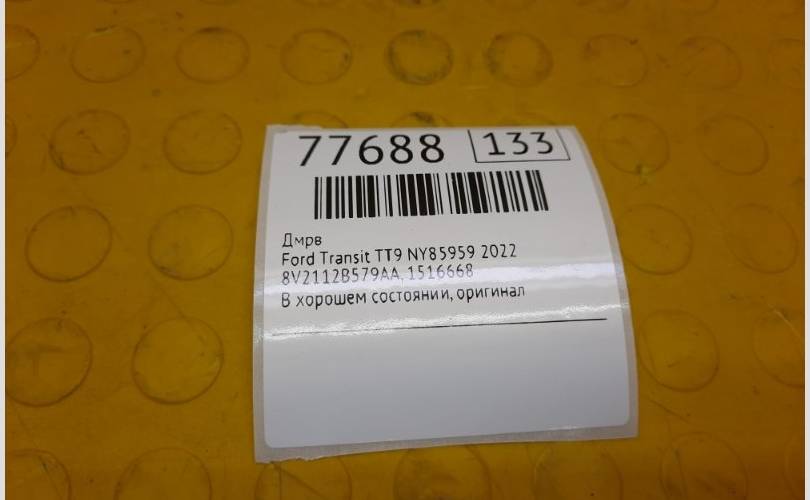 77688 133
Дмрв
Ford Transit TT9 NY85959 2022
8V2112B579AA, 1516668
В хорошем состоянии, оригинал